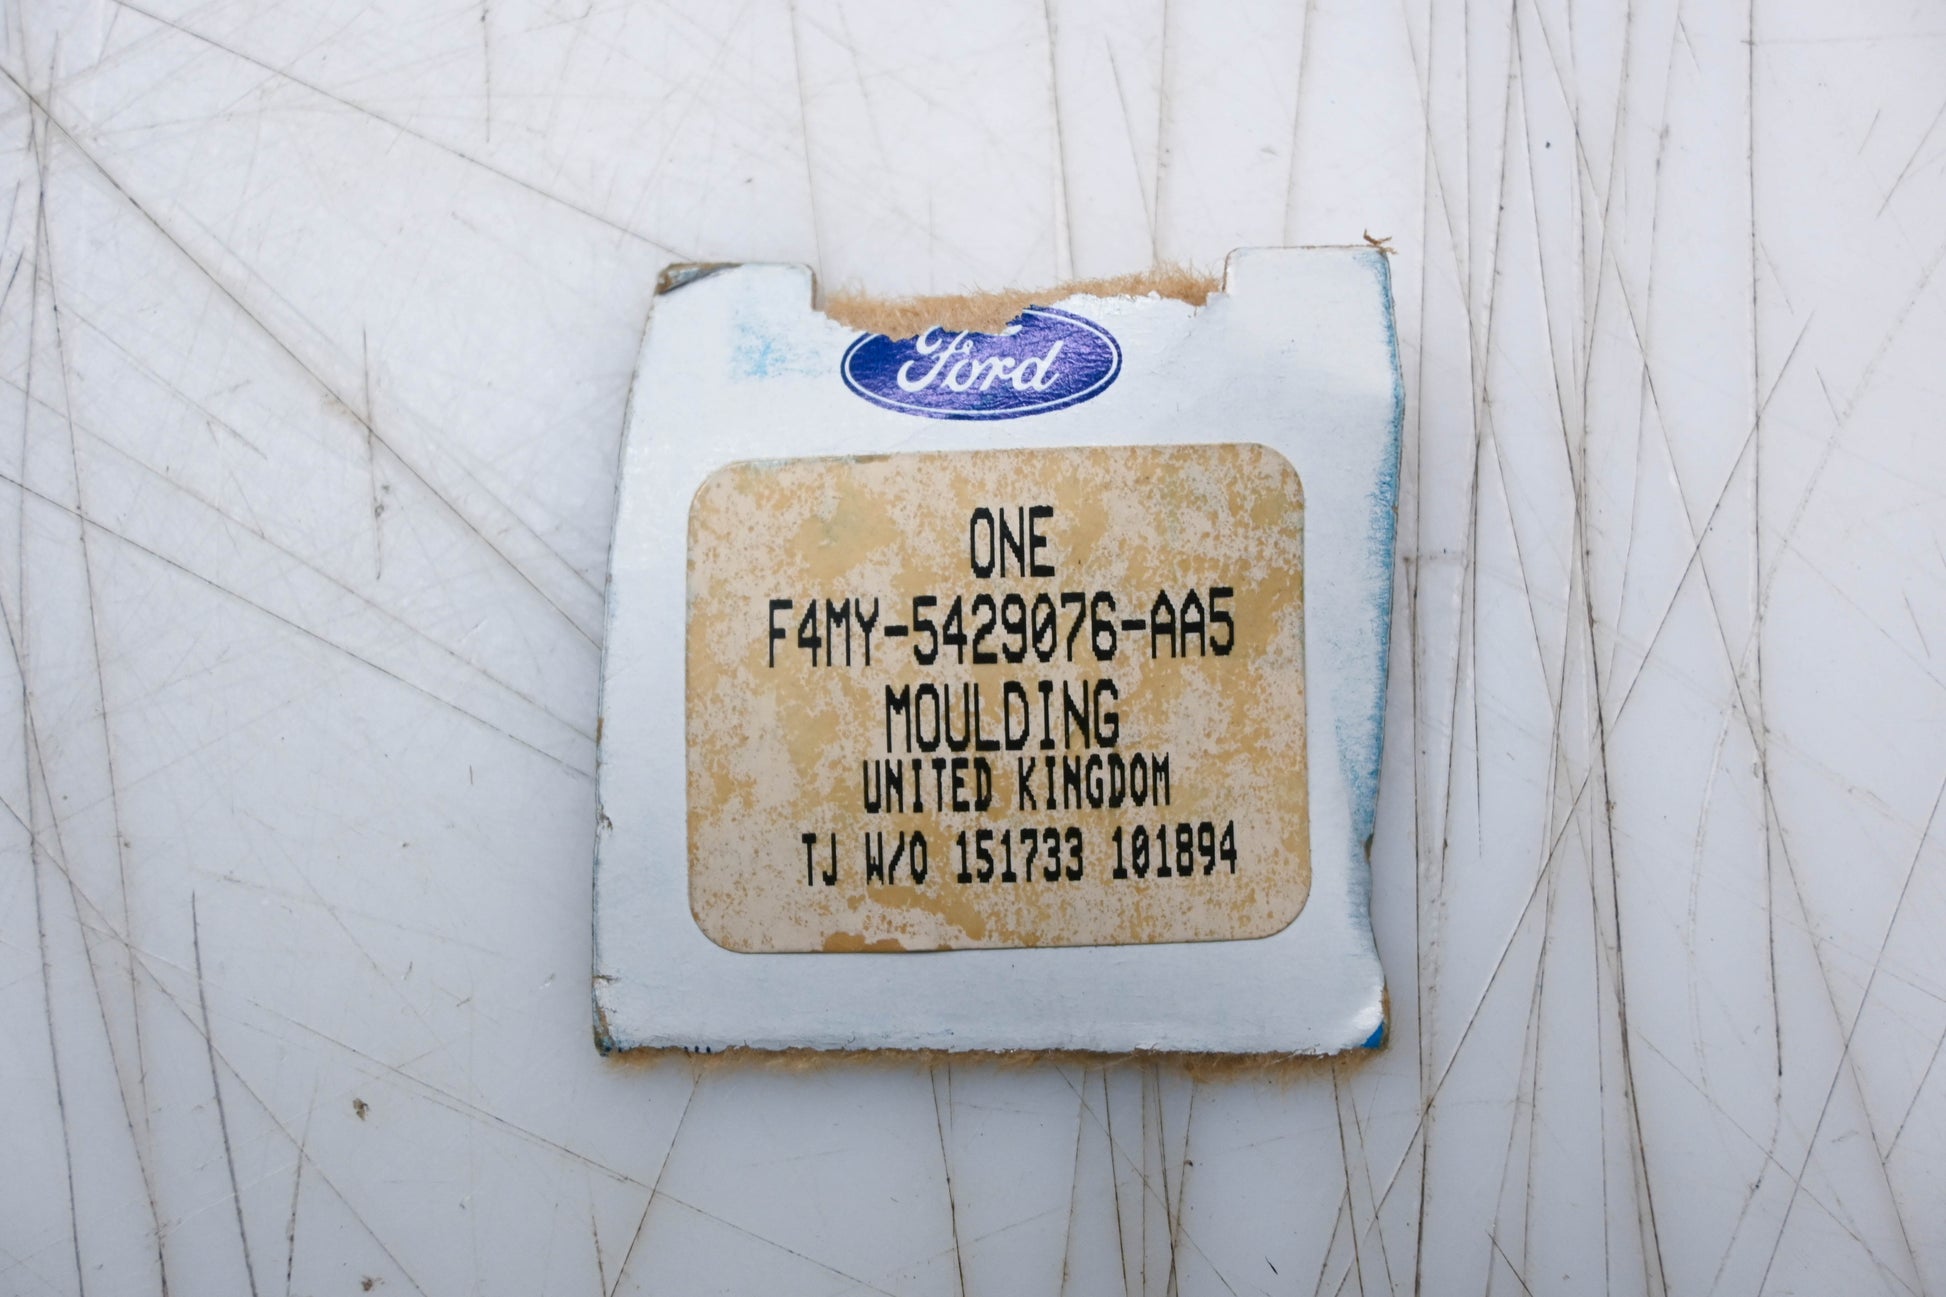 Ford
ONE
F4MY-5429076-AA5
MOULDING
UNITED KINGDOM
TJ W/O 151733 101894